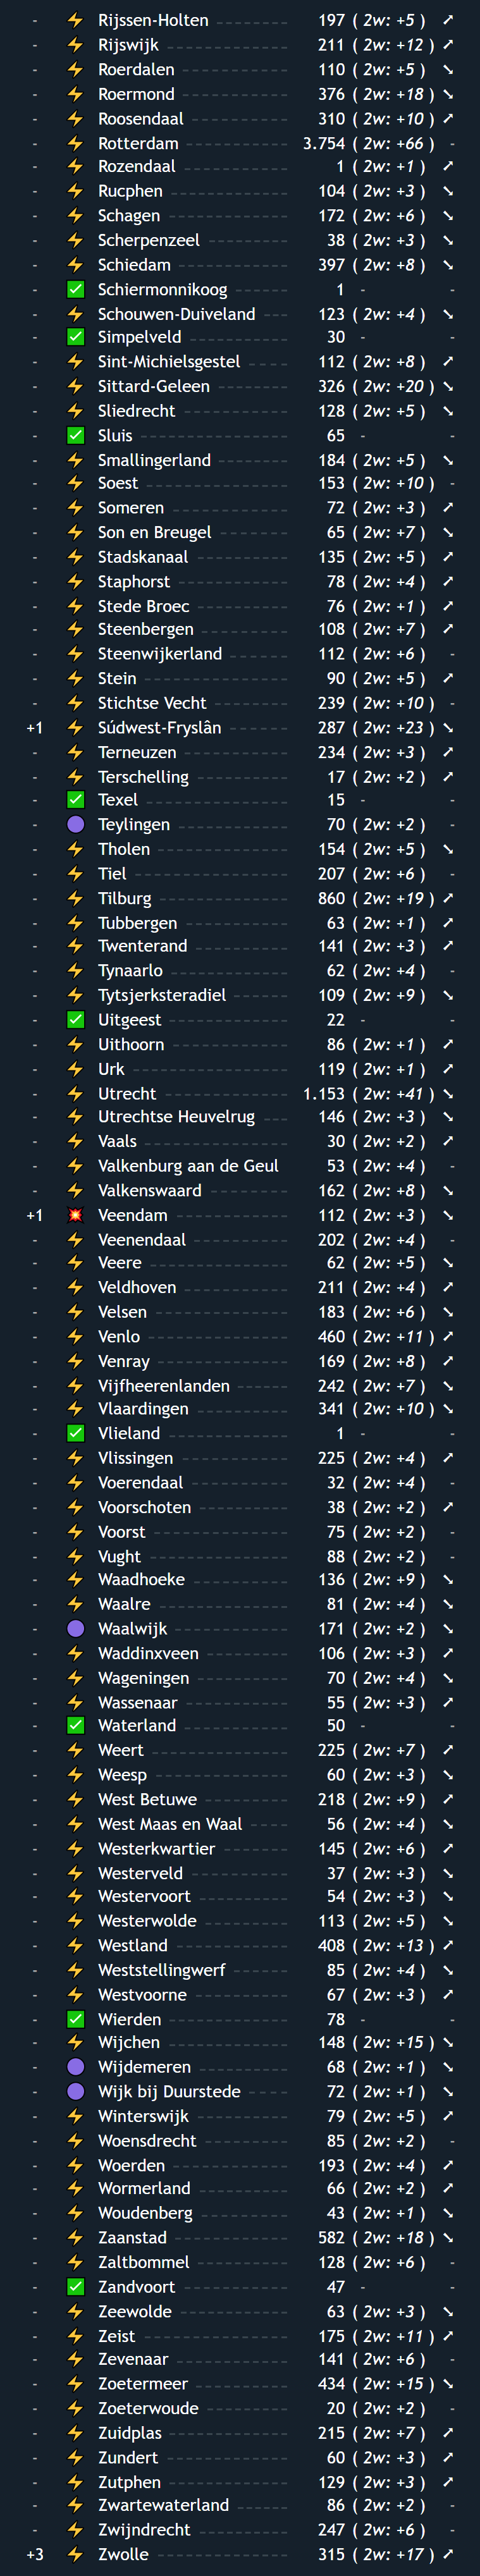 - ⚡ Rijssen-Holten 197 ( 2w: +5 ) ➚
- ⚡ Rijswijk 211 ( 2w: +12 ) ➚
- ⚡ Roerdalen 110 ( 2w: +5 ) ➘
- ⚡ Roermond 376 ( 2w: +18 ) ➘
- ⚡ Roosendaal 310 ( 2w: +10 ) ➚
- ⚡ Rotterdam 3.754 ( 2w: +66 ) -
- ⚡ Rozendaal 1 ( 2w: +1 ) ➚
- ⚡ Rucphen 104 ( 2w: +3 ) ➘
- ⚡ Schagen 172 ( 2w: +6 ) ➘
- ⚡ Scherpenzeel 38 ( 2w: +3 ) ➘
- ⚡ Schiedam 397 ( 2w: +8 ) ➘
- ✅ Schiermonnikoog 1 - -
- ⚡ Schouwen-Duiveland 123 ( 2w: +4 ) ➘
- ✅ Simpelveld 30 - -
- ⚡ Sint-Michielsgestel 112 ( 2w: +8 ) ➚
- ⚡ Sittard-Geleen 326 ( 2w: +20 ) ➘
- ⚡ Sliedrecht 128 ( 2w: +5 ) ➘
- ✅ Sluis 65 - -
- ⚡ Smallingerland 184 ( 2w: +5 ) ➘
- ⚡ Soest 153 ( 2w: +10 ) -
- ⚡ Someren 72 ( 2w: +3 ) ➚
- ⚡ Son en Breugel 65 ( 2w: +7 ) ➘
- ⚡ Stadskanaal 135 ( 2w: +5 ) ➚
- ⚡ Staphorst 78 ( 2w: +4 ) ➚
- ⚡ Stede Broec 76 ( 2w: +1 ) ➚
- ⚡ Steenbergen 108 ( 2w: +7 ) ➚
- ⚡ Steenwijkerland 112 ( 2w: +6 ) -
- ⚡ Stein 90 ( 2w: +5 ) ➚
- ⚡ Stichtse Vecht 239 ( 2w: +10 ) -
+1 ⚡ Súdwest-Fryslân 287 ( 2w: +23 ) ➘
- ⚡ Terneuzen 234 ( 2w: +3 ) ➚
- ⚡ Terschelling 17 ( 2w: +2 ) ➚
- ✅ Texel 15 - -
- 🟣 Teylingen 70 ( 2w: +2 ) -
- ⚡ Tholen 154 ( 2w: +5 ) ➘
- ⚡ Tiel 207 ( 2w: +6 ) -
- ⚡ Tilburg 860 ( 2w: +19 ) ➚
- ⚡ Tubbergen 63 ( 2w: +1 ) ➚
- ⚡ Twenterand 141 ( 2w: +3 ) ➚
- ⚡ Tynaarlo 62 ( 2w: +4 ) -
- ⚡ Tytsjerksteradiel 109 ( 2w: +9 ) ➘
- ✅ Uitgeest 22 - -
- ⚡ Uithoorn 86 ( 2w: +1 ) ➚
- ⚡ Urk 119 ( 2w: +1 ) ➚
- ⚡ Utrecht 1.153 ( 2w: +41 ) ➘
- ⚡ Utrechtse Heuvelrug 146 ( 2w: +3 ) ➘
- ⚡ Vaals 30 ( 2w: +2 ) ➚
- ⚡ Valkenburg aan de Geul 53 ( 2w: +4 ) -
- ⚡ Valkenswaard 162 ( 2w: +8 ) ➘
+1 💥 Veendam 112 ( 2w: +3 ) ➘
- ⚡ Veenendaal 202 ( 2w: +4 ) -
- ⚡ Veere 62 ( 2w: +5 ) ➘
- ⚡ Veldhoven 211 ( 2w: +4 ) ➚
- ⚡ Velsen 183 ( 2w: +6 ) ➘
- ⚡ Venlo 460 ( 2w: +11 ) ➚
- ⚡ Venray 169 ( 2w: +8 ) ➚
- ⚡ Vijfheerenlanden 242 ( 2w: +7 ) ➘
- ⚡ Vlaardingen 341 ( 2w: +10 ) ➘
- ✅ Vlieland 1 - -
- ⚡ Vlissingen 225 ( 2w: +4 ) ➚
- ⚡ Voerendaal 32 ( 2w: +4 ) -
- ⚡ Voorschoten 38 ( 2w: +2 ) ➚
- ⚡ Voorst 75 ( 2w: +2 ) -
- ⚡ Vught 88 ( 2w: +2 ) -
- ⚡ Waadhoeke 136 ( 2w: +9 ) ➘
- ⚡ Waalre 81 ( 2w: +4 ) ➘
- 🟣 Waalwijk 171 ( 2w: +2 ) ➘
- ⚡ Waddinxveen 106 ( 2w: +3 ) ➚
- ⚡ Wageningen 70 ( 2w: +4 ) ➘
- ⚡ Wassenaar 55 ( 2w: +3 ) ➚
- ✅ Waterland 50 - -
- ⚡ Weert 225 ( 2w: +7 ) ➚
- ⚡ Weesp 60 ( 2w: +3 ) ➘
- ⚡ West Betuwe 218 ( 2w: +9 ) ➚
- ⚡ West Maas en Waal 56 ( 2w: +4 ) ➘
- ⚡ Westerkwartier 145 ( 2w: +6 ) ➚
- ⚡ Westerveld 37 ( 2w: +3 ) ➘
- ⚡ Westervoort 54 ( 2w: +3 ) ➘
- ⚡ Westerwolde 113 ( 2w: +5 ) ➘
- ⚡ Westland 408 ( 2w: +13 ) ➚
- ⚡ Weststellingwerf 85 ( 2w: +4 ) ➘
- ⚡ Westvoorne 67 ( 2w: +3 ) ➚
- ✅ Wierden 78 - -
- ⚡ Wijchen 148 ( 2w: +15 ) ➘
- 🟣 Wijdemeren 68 ( 2w: +1 ) ➘
- 🟣 Wijk bij Duurstede 72 ( 2w: +1 ) ➘
- ⚡ Winterswijk 79 ( 2w: +5 ) ➚
- ⚡ Woensdrecht 85 ( 2w: +2 ) -
- ⚡ Woerden 193 ( 2w: +4 ) ➚
- ⚡ Wormerland 66 ( 2w: +2 ) ➚
- ⚡ Woudenberg 43 ( 2w: +1 ) ➘
- ⚡ Zaanstad 582 ( 2w: +18 ) ➘
- ⚡ Zaltbommel 128 ( 2w: +6 ) -
- ✅ Zandvoort 47 - -
- ⚡ Zeewolde 63 ( 2w: +3 ) ➘
- ⚡ Zeist 175 ( 2w: +11 ) ➚
- ⚡ Zevenaar 141 ( 2w: +6 ) -
- ⚡ Zoetermeer 434 ( 2w: +15 ) ➘
- ⚡ Zoeterwoude 20 ( 2w: +2 ) -
- ⚡ Zuidplas 215 ( 2w: +7 ) ➚
- ⚡ Zundert 60 ( 2w: +3 ) ➚
- ⚡ Zutphen 129 ( 2w: +3 ) ➚
- ⚡ Zwartewaterland 86 ( 2w: +2 ) -
- ⚡ Zwijndrecht 247 ( 2w: +6 ) -
+3 ⚡ Zwolle 315 ( 2w: +17 ) ➚